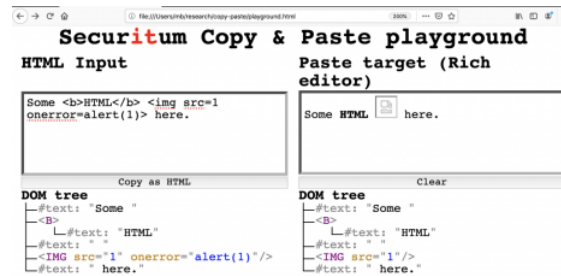 file:///Users/mb/research/copy-paste/playground.html
200%
Securitum Copy & Paste playground
HTML Input
Some <b>HTML</b> <img src=1
onerror=alert(1)> here.
Copy as HTML
DOM tree
#text: "Some "
<B>
#text: "HTML"
#text: " "
<IMG src="1" onerror="alert(1)"/>
#text: " here."
Paste target (Rich
editor)
Some HTML here.
Clear
DOM tree
#text: "Some "
<B>
#text: "HTML"
#text: " "
<IMG src="1"/>
#text: " here."